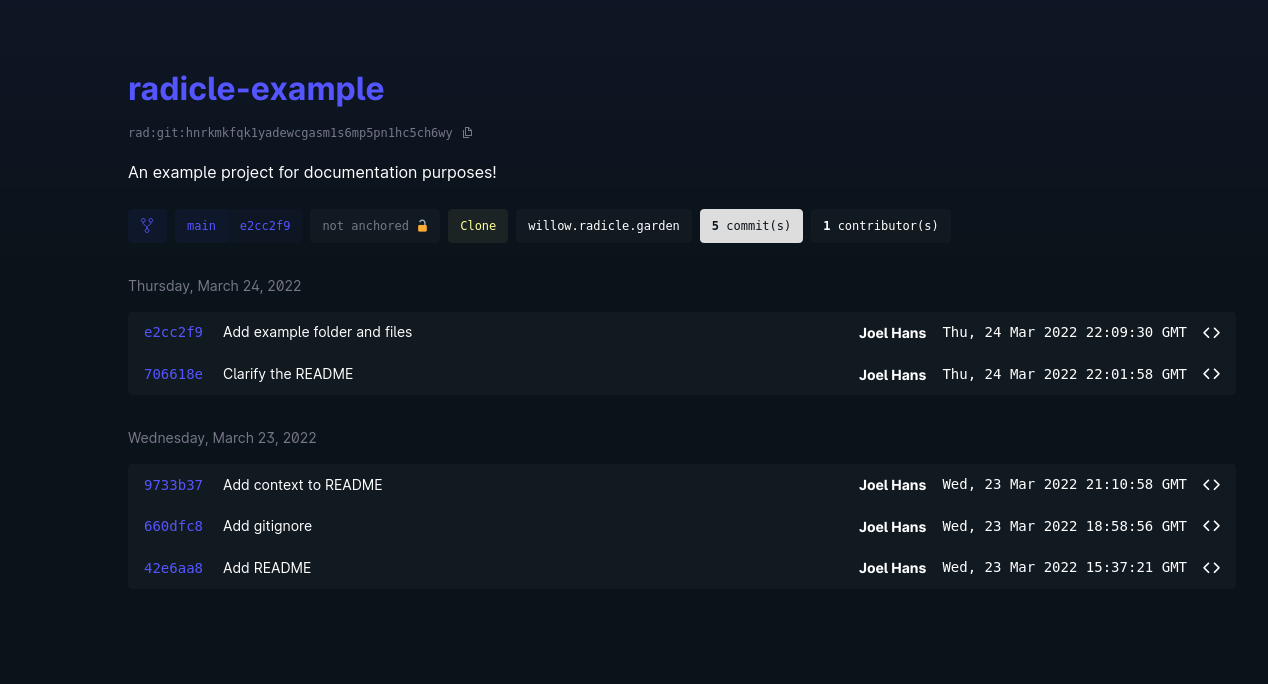 radicle-example
rad:git:hnrkmkfqk1yadewcgasm1s6mp5pn1hc5ch6wy
An example project for documentation purposes!
main e2cc2f9 not anchored Clone willow.radicle.garden 5 commit(s) 1 contributor(s)
Thursday, March 24, 2022
e2cc2f9 Add example folder and files Joel Hans Thu, 24 Mar 2022 22:09:30 GMT
706618e Clarify the README Joel Hans Thu, 24 Mar 2022 22:01:58 GMT
Wednesday, March 23, 2022
9733b37 Add context to README Joel Hans Wed, 23 Mar 2022 21:10:58 GMT
660dfc8 Add gitignore Joel Hans Wed, 23 Mar 2022 18:58:56 GMT
42e6aa8 Add README Joel Hans Wed, 23 Mar 2022 15:37:21 GMT